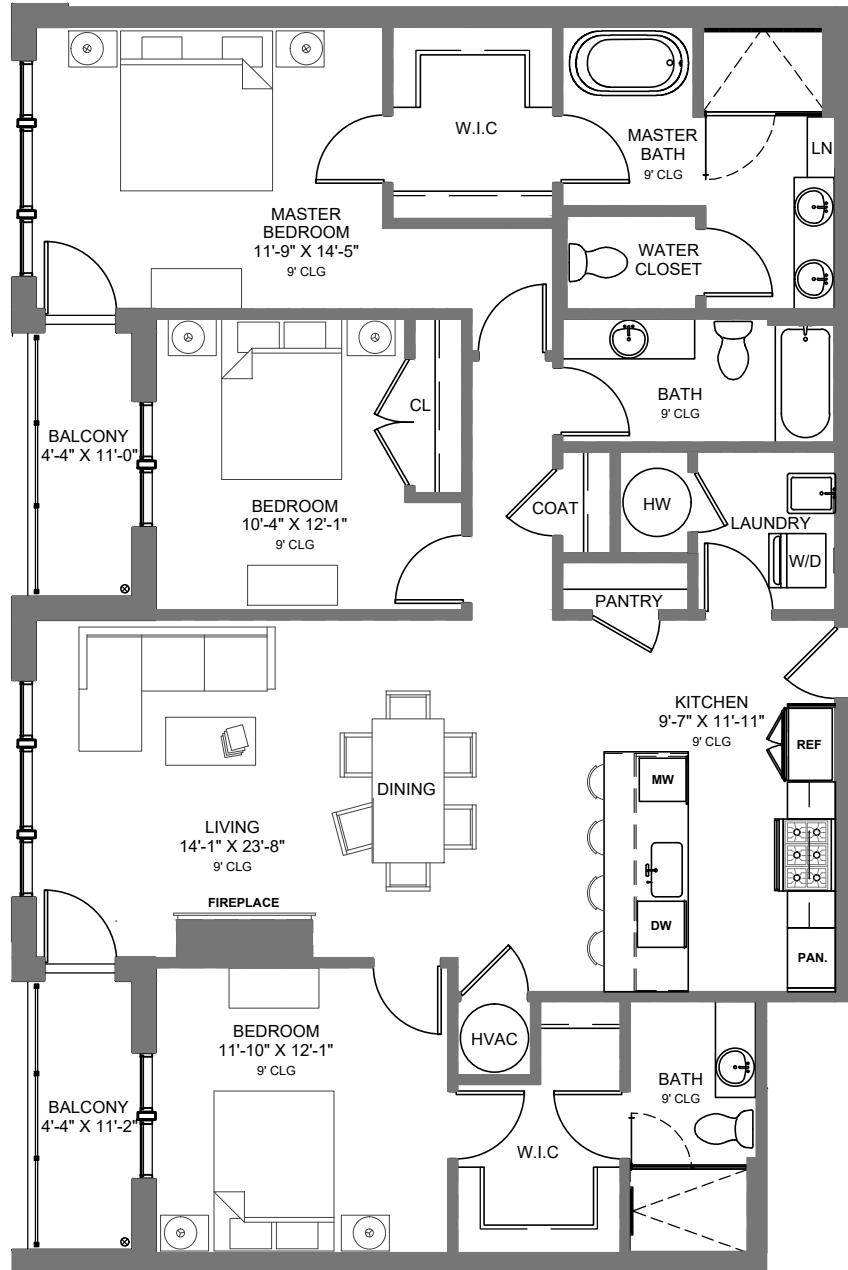 W.I.C
MASTER
BATH
9' CLG
LN
MASTER
BEDROOM
11'-9" X 14'-5"
9' CLG
WATER
CLOSET
BALCONY
4'-4" X 11'-0"
CL
BATH
9' CLG
BEDROOM
10'-4" X 12'-1"
9' CLG
COAT
HW
LAUNDRY
W/D
PANTRY
KITCHEN
9'-7" X 11'-11"
9' CLG
REF
MW
DINING
LIVING
14'-1" X 23'-8"
9' CLG
FIREPLACE
DW
PAN.
BEDROOM
11'-10" X 12'-1"
9' CLG
HVAC
BALCONY
4'-4" X 11'-2"
BATH
9' CLG
W.I.C